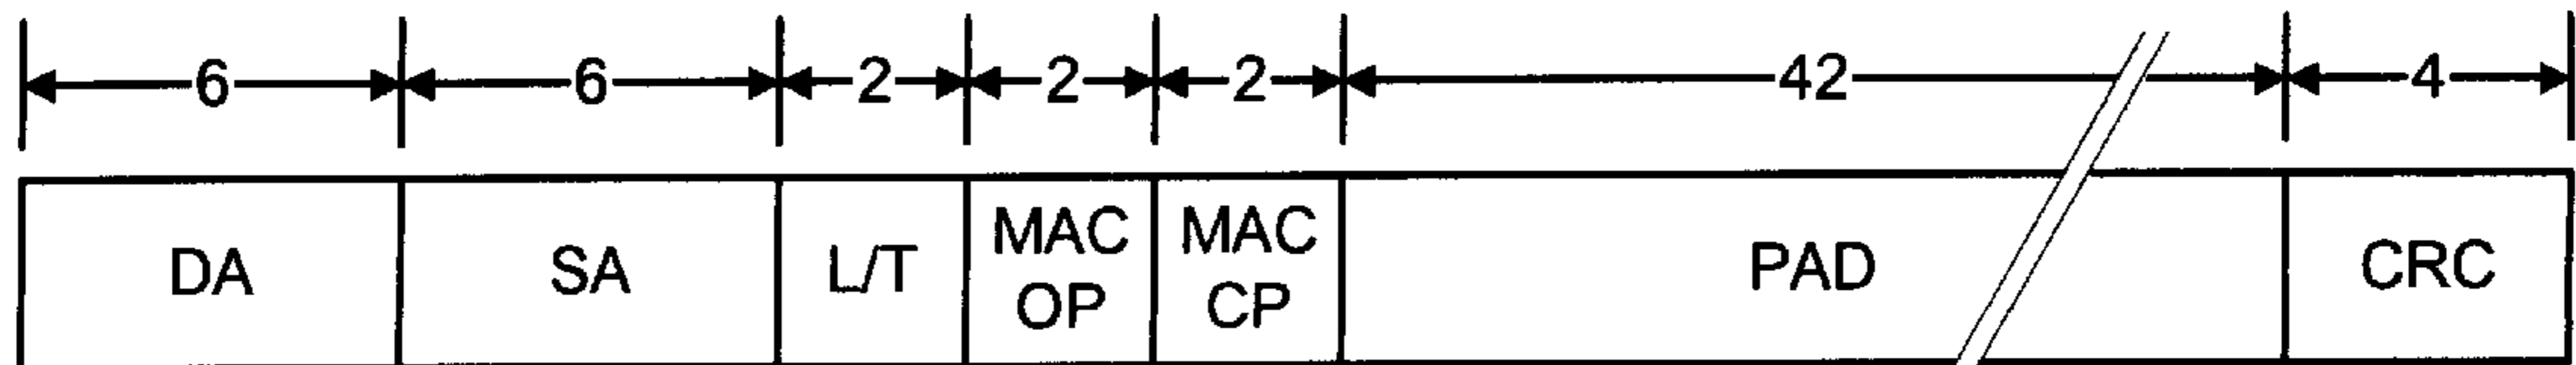 6 6 2 2 2 42 4
DA SA L/T MAC OP MAC CP PAD CRC